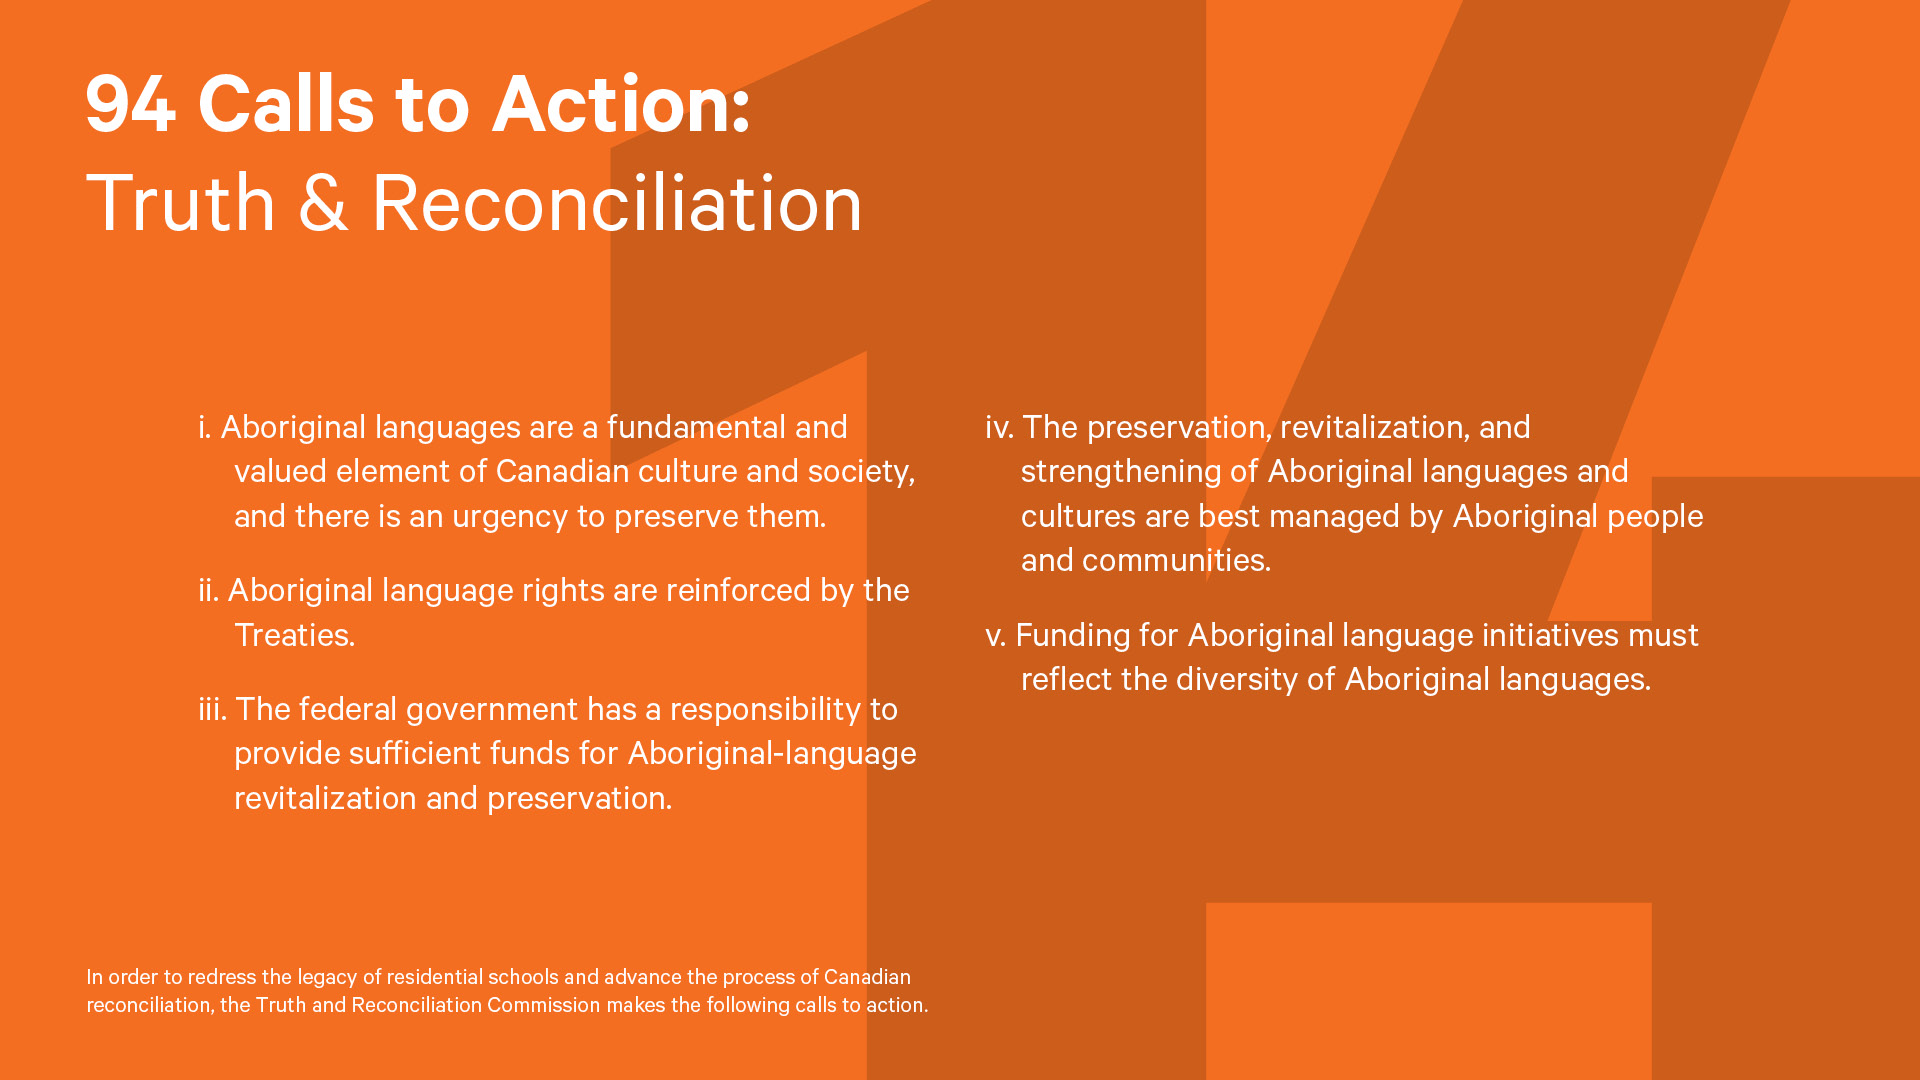 94 Calls to Action:
Truth & Reconciliation
14
i. Aboriginal languages are a fundamental and
valued element of Canadian culture and society,
and there is an urgency to preserve them.
ii. Aboriginal language rights are reinforced by the
Treaties.
iii. The federal government has a responsibility to
provide sufficient funds for Aboriginal-language
revitalization and preservation.
iv. The preservation, revitalization, and
strengthening of Aboriginal languages and
cultures are best managed by Aboriginal people
and communities.
v. Funding for Aboriginal language initiatives must
reflect the diversity of Aboriginal languages.
In order to redress the legacy of residential schools and advance the process of Canadian
reconciliation, the Truth and Reconciliation Commission makes the following calls to action.